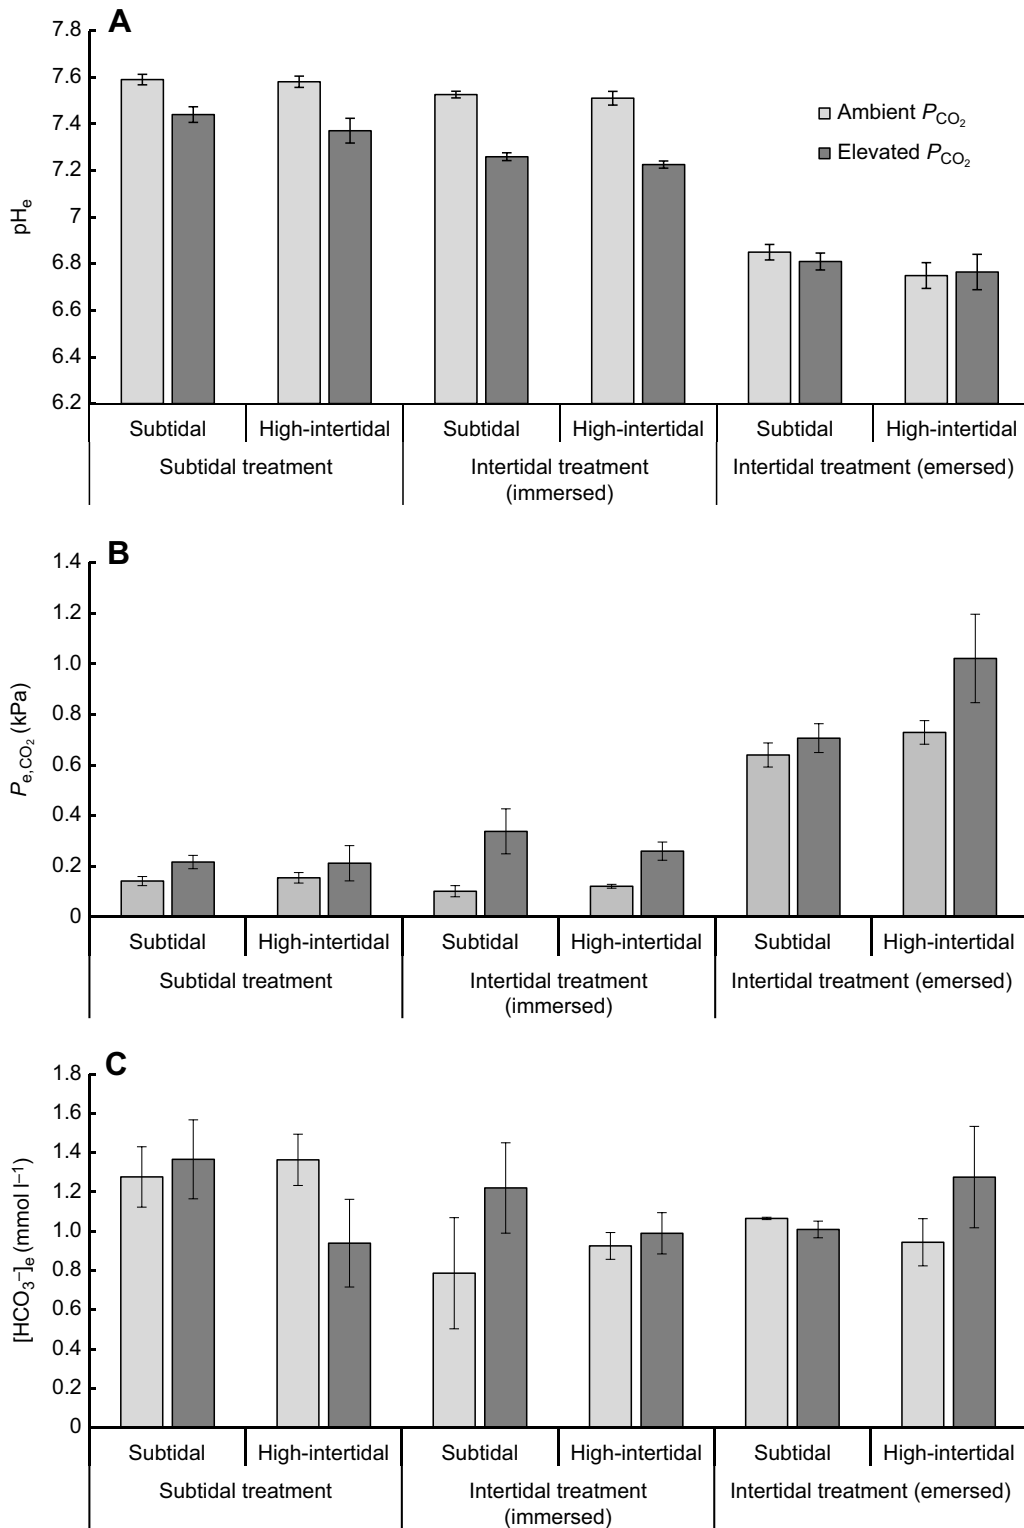 A
7.8
7.6
7.4
7.2
7
6.8
6.6
6.4
6.2
pHe
Ambient PCO2
Elevated PCO2
Subtidal High-intertidal Subtidal High-intertidal Subtidal High-intertidal
Subtidal treatment Intertidal treatment (immersed) Intertidal treatment (emersed)
B
1.4
1.2
1.0
0.8
0.6
0.4
0.2
0
Pe,CO2 (kPa)
Subtidal High-intertidal Subtidal High-intertidal Subtidal High-intertidal
Subtidal treatment Intertidal treatment (immersed) Intertidal treatment (emersed)
C
1.8
1.6
1.4
1.2
1.0
0.8
0.6
0.4
0.2
0
[HCO3−]e (mmol l−1)
Subtidal High-intertidal Subtidal High-intertidal Subtidal High-intertidal
Subtidal treatment Intertidal treatment (immersed) Intertidal treatment (emersed)